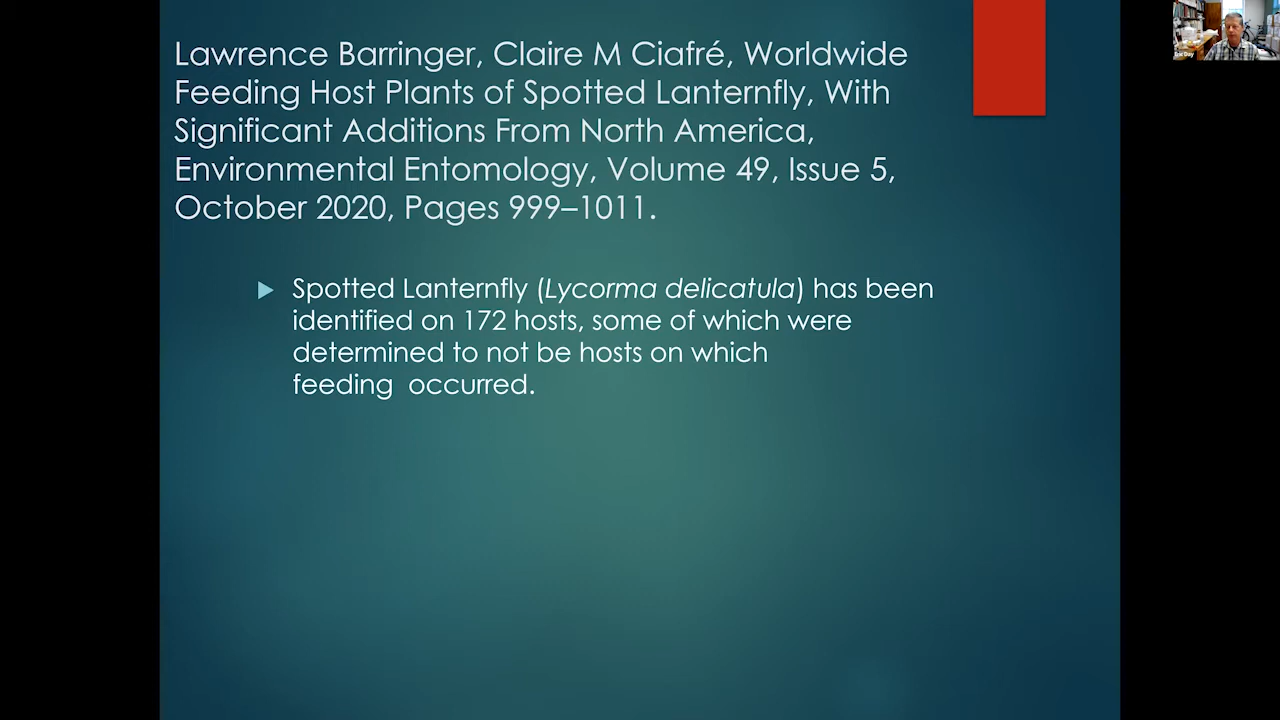 Lawrence Barringer, Claire M Ciafré, Worldwide
Feeding Host Plants of Spotted Lanternfly, With
Significant Additions From North America,
Environmental Entomology, Volume 49, Issue 5,
October 2020, Pages 999–1011.
Spotted Lanternfly (Lycorma delicatula) has been
identified on 172 hosts, some of which were
determined to not be hosts on which
feeding  occurred.
Eric Day